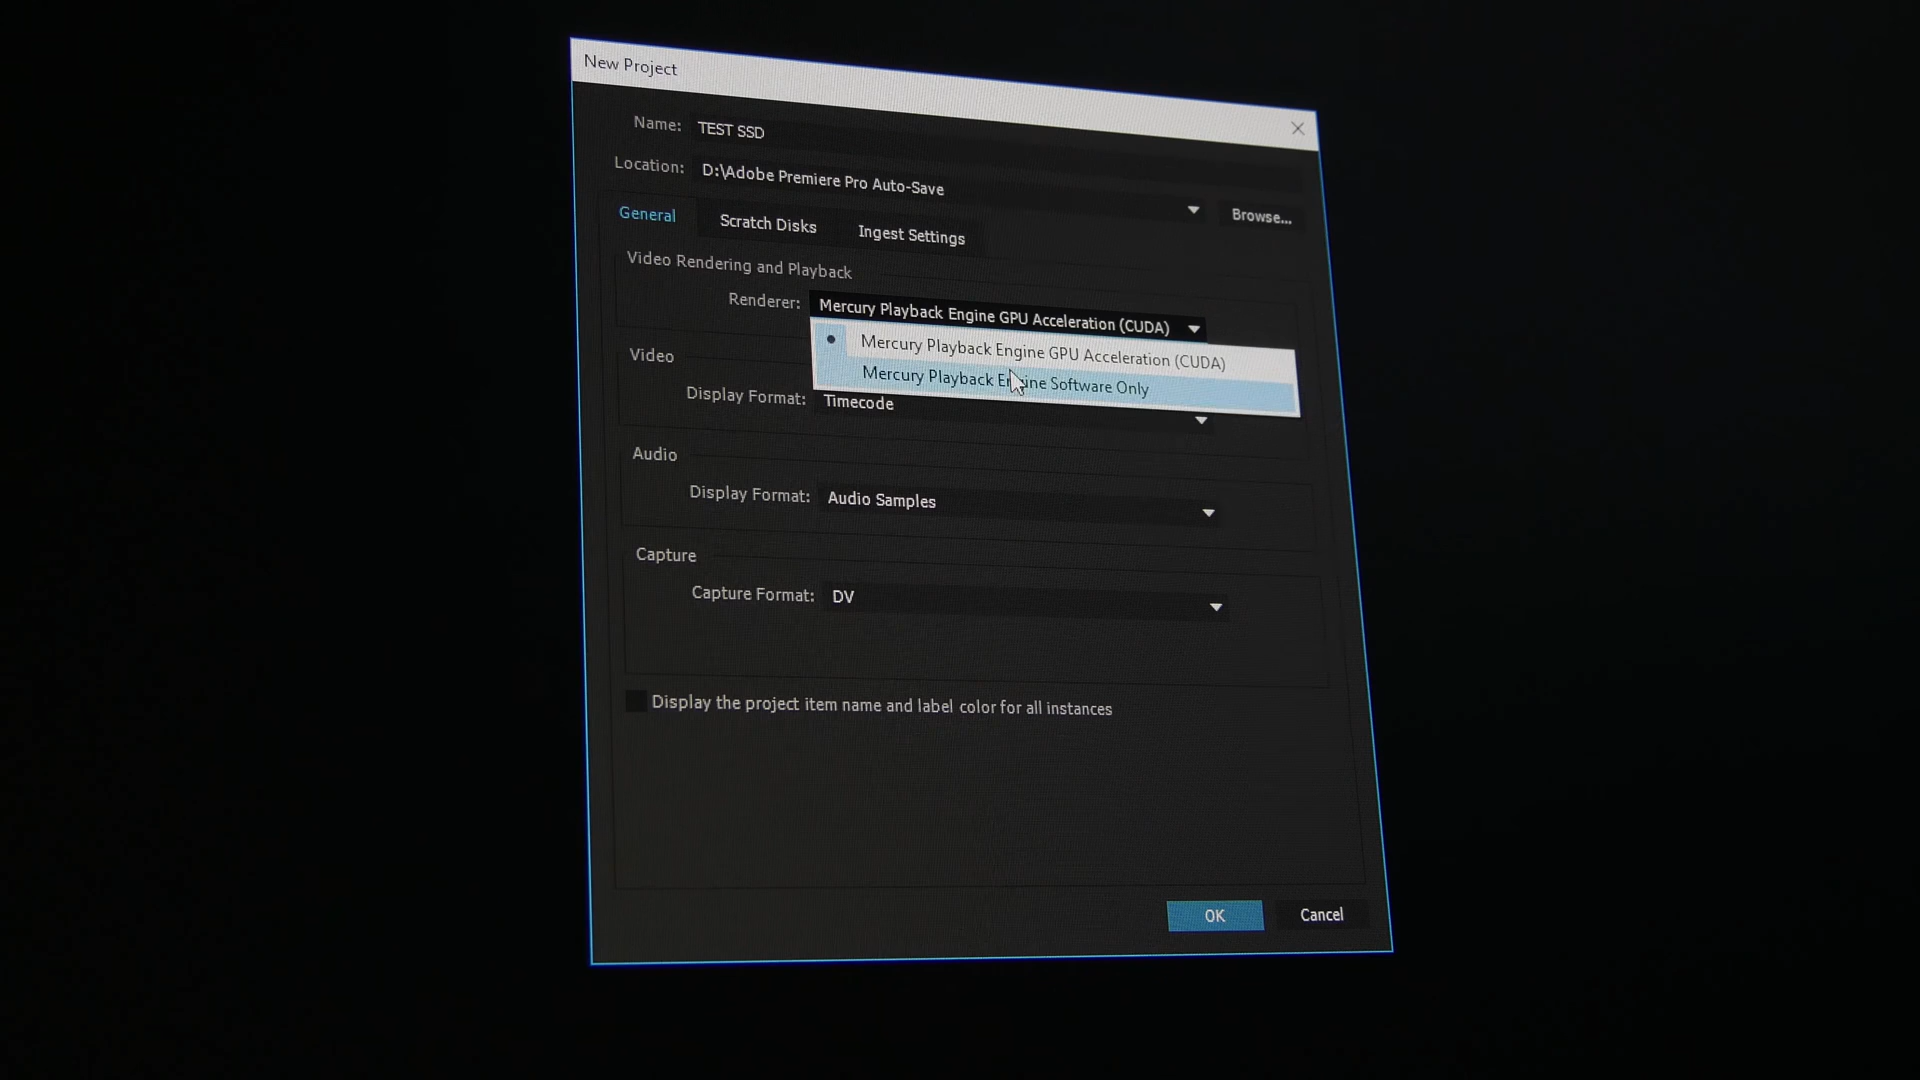 New Project
Name: TEST SSD
Location: D:\Adobe Premiere Pro Auto-Save
Browse...
General Scratch Disks Ingest Settings
Video Rendering and Playback
Renderer: Mercury Playback Engine GPU Acceleration (CUDA)
Mercury Playback Engine GPU Acceleration (CUDA)
Mercury Playback Engine Software Only
Video
Display Format: Timecode
Audio
Display Format: Audio Samples
Capture
Capture Format: DV
Display the project item name and label color for all instances
OK Cancel